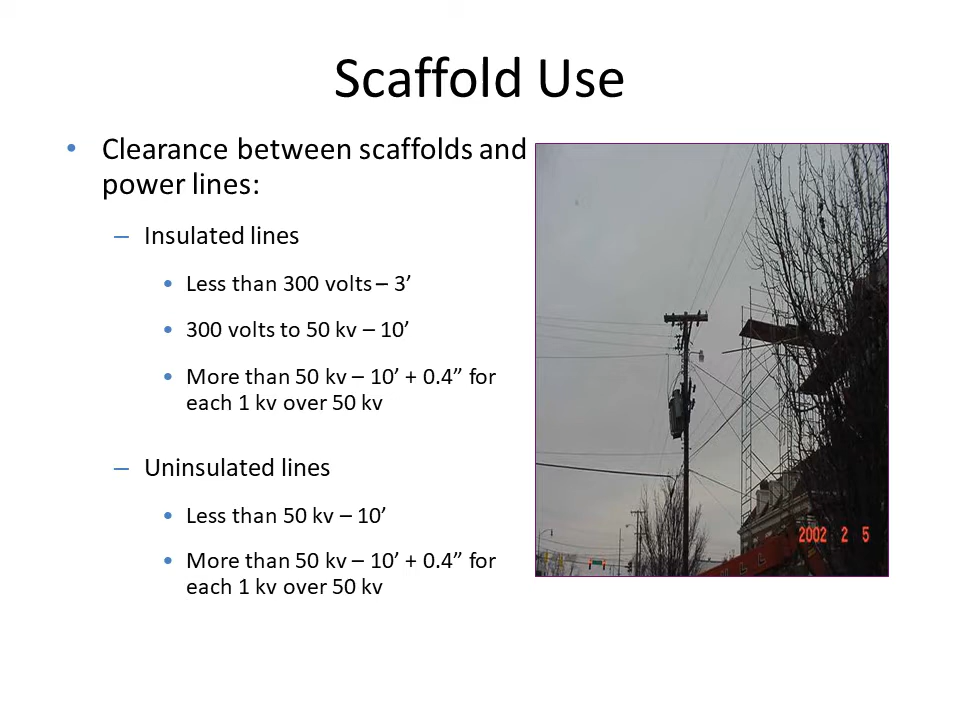 Scaffold Use
• Clearance between scaffolds and
power lines:
– Insulated lines
• Less than 300 volts – 3’
• 300 volts to 50 kv – 10’
• More than 50 kv – 10’ + 0.4” for
each 1 kv over 50 kv
– Uninsulated lines
• Less than 50 kv – 10’
• More than 50 kv – 10’ + 0.4” for
each 1 kv over 50 kv
2002 2 5